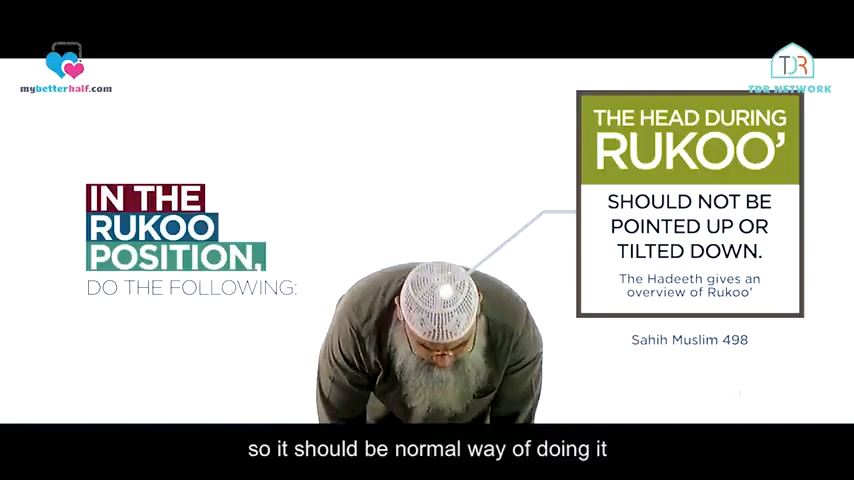 mybetterhalf.com
TDR
TDR NETWORK
THE HEAD DURING
RUKOO'
SHOULD NOT BE
POINTED UP OR
TILTED DOWN.
The Hadeeth gives an
overview of Rukoo'
Sahih Muslim 498
IN THE
RUKOO
POSITION,
DO THE FOLLOWING:
so it should be normal way of doing it